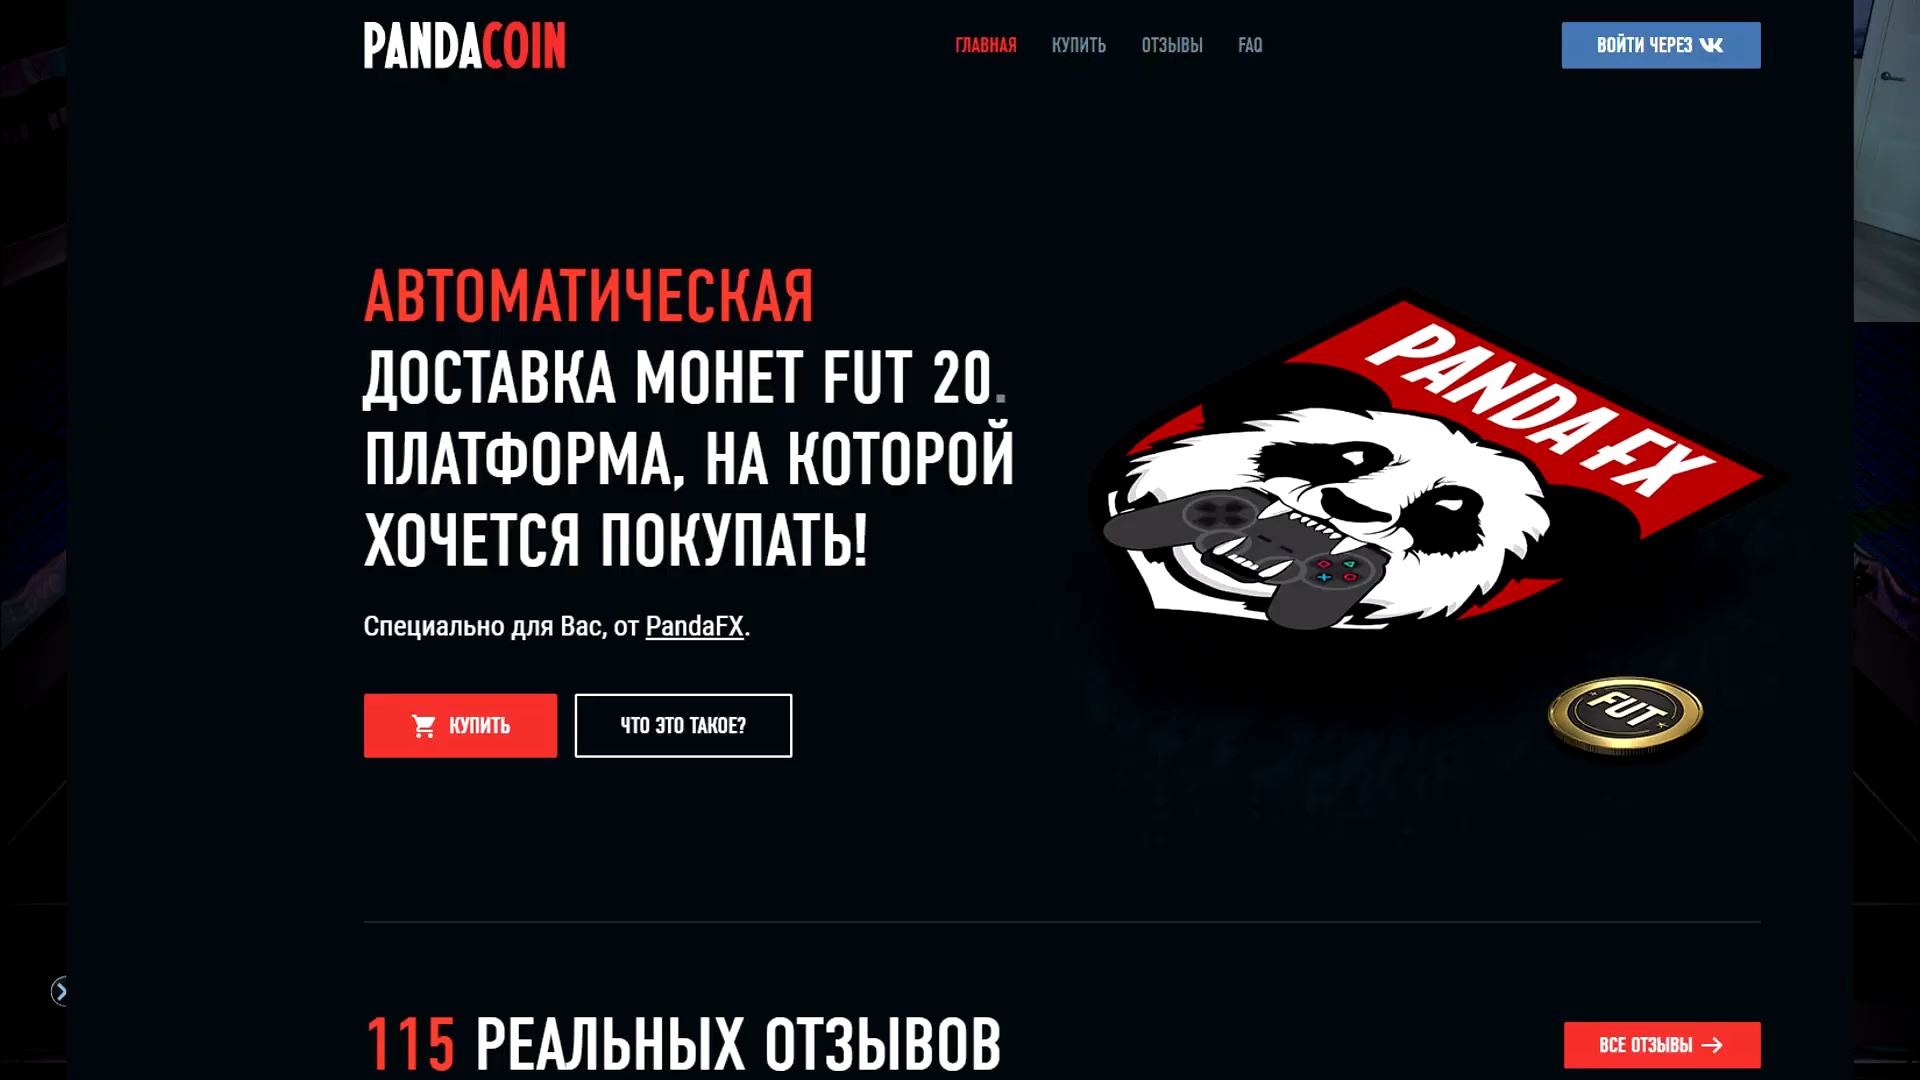 PANDACOIN
ГЛАВНАЯ КУПИТЬ ОТЗЫВЫ FAQ
ВОЙТИ ЧЕРЕЗ
АВТОМАТИЧЕСКАЯ
ДОСТАВКА МОНЕТ FUT 20.
ПЛАТФОРМА, НА КОТОРОЙ
ХОЧЕТСЯ ПОКУПАТЬ!
Специально для Вас, от PandaFX.
КУПИТЬ
ЧТО ЭТО ТАКОЕ?
PANDA FX
FUT
115 РЕАЛЬНЫХ ОТЗЫВОВ
ВСЕ ОТЗЫВЫ →